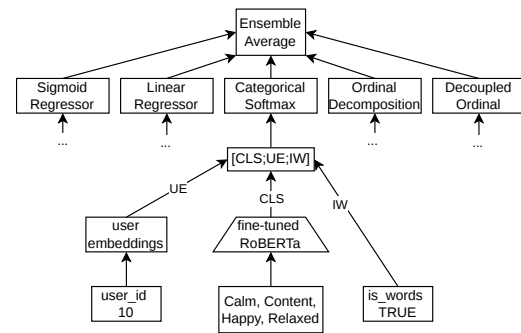 Ensemble
Average
Sigmoid
Regressor
Linear
Regressor
Categorical
Softmax
Ordinal
Decomposition
Decoupled
Ordinal
...
...
...
...
[CLS;UE;IW]
UE
CLS
IW
user
embeddings
fine-tuned
RoBERTa
user_id
10
Calm, Content,
Happy, Relaxed
is_words
TRUE